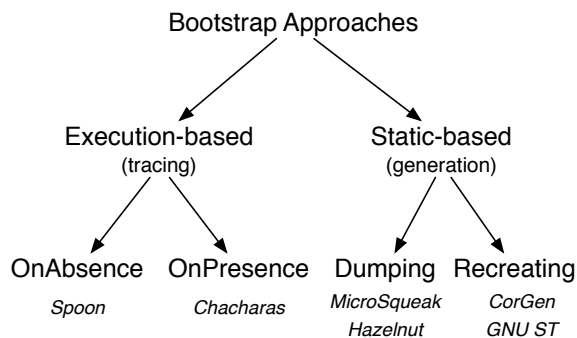 Bootstrap Approaches
Execution-based
(tracing)
Static-based
(generation)
OnAbsence
OnPresence
Dumping
Recreating
Spoon
Chacharas
MicroSqueak
Hazelnut
CorGen
GNU ST